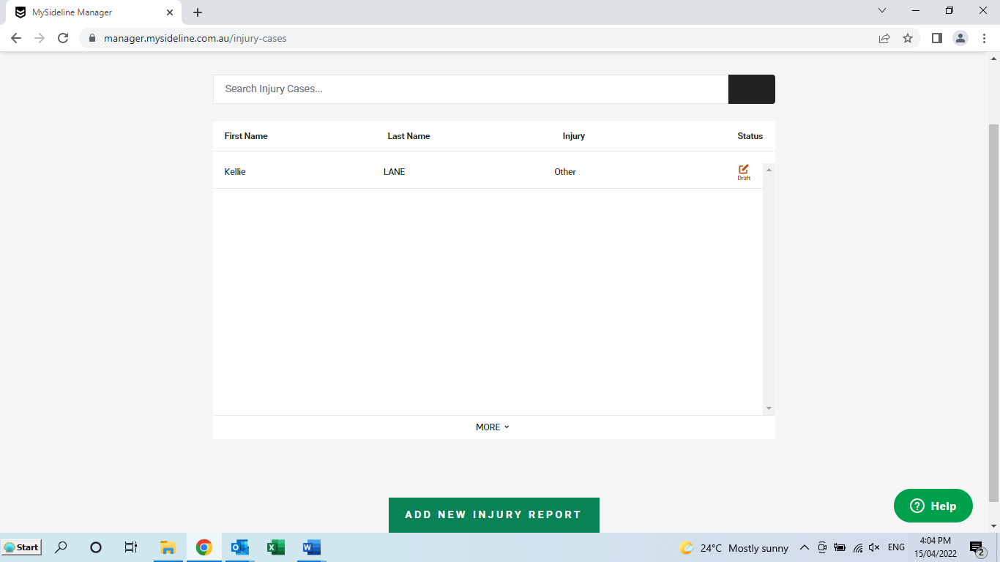 MySideline Manager
manager.mysideline.com.au/injury-cases
Search Injury Cases...
First Name Last Name Injury Status
Kellie LANE Other Draft
MORE
ADD NEW INJURY REPORT
? Help
Start 24°C Mostly sunny ENG 4:04 PM
15/04/2022 2